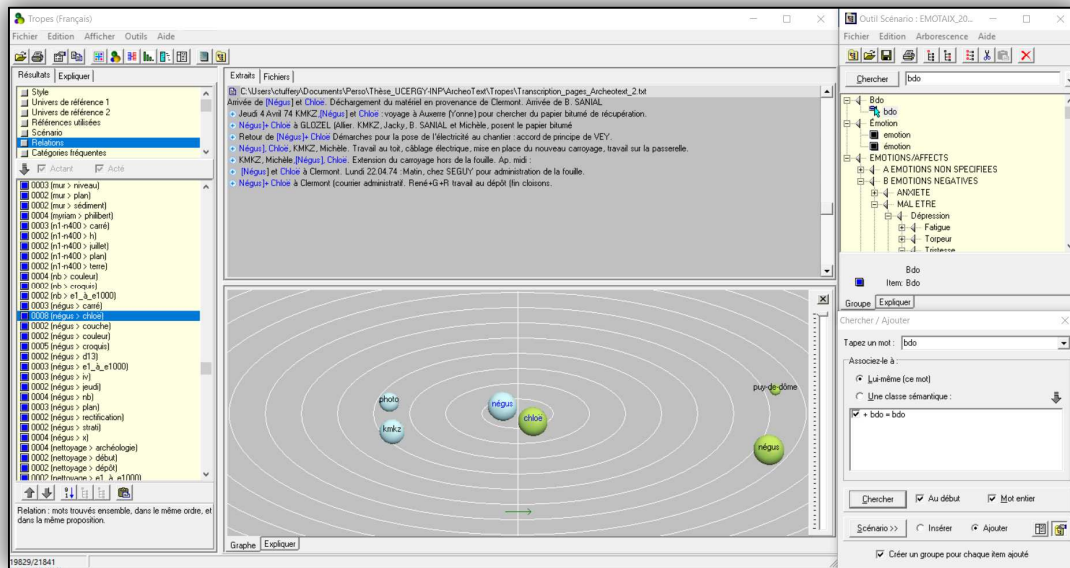 Tropes (Français)
Fichier Edition Afficher Outils Aide
Résultats Expliquer
Style
Univers de référence 1
Univers de référence 2
Références utilisées
Scénario
Relations
Catégories fréquentes
Actant Acté
0003 (mur > niveau)
0002 (mur > plan)
0002 (mur > sédiment)
0004 (myriam > philibert)
0003 (n1-n400 > carré)
0002 (n1-n400 > h)
0002 (n1-n400 > juillet)
0002 (n1-n400 > plan)
0002 (n1-n400 > terre)
0004 (nb > couleur)
0002 (nb > croquis)
0002 (nb > e1_à_e1000)
0003 (négus > carré)
0008 (négus > chloë)
0002 (négus > couche)
0002 (négus > couleur)
0005 (négus > croquis)
0002 (négus > d13)
0003 (négus > e1_à_e1000)
0003 (négus > iv)
0002 (négus > jeudi)
0004 (négus > nb)
0003 (négus > plan)
0002 (négus > rectification)
0002 (négus > strati)
0004 (négus > x)
0004 (nettoyage > archéologie)
0002 (nettoyage > début)
0002 (nettoyage > dépôt)
0002 (nettoyage > e1_à_e1000)
Relation : mots trouvés ensemble, dans le même ordre, et
dans la même proposition.
19829/21841
Extraits Fichiers
C:\Users\ctuffery\Documents\Perso\Thèse_UCERGY-INP\ArcheoText\Tropes\Transcription_pages_Archeotext_2.txt
Arrivée de [Négus] et Chloë. Déchargement du matériel en provenance de Clermont. Arrivée de B. SANIAL
Jeudi 4 Avril 74 KMKZ,[Négus] et Chloë : voyage à Auxerre (Yonne) pour chercher du papier bitumé de récupération.
Négus]+ Chloë à GLOZEL (Allier. KMKZ, Jacky, B. SANIAL et Michèle, posent le papier bitumé
Retour de [Négus]+ Chloë Démarches pour la pose de l'électricité au chantier : accord de principe de VEY.
Négus], Chloë, KMKZ, Michèle. Travail au toit, câblage électrique, mise en place du nouveau carroyage, travail sur la passerelle.
KMKZ, Michèle,[Négus], Chloë. Extension du carroyage hors de la fouille. Ap. midi :
[Négus] et Chloë à Clermont. Lundi 22.04.74 :Matin, chez SEGUY pour administration de la fouille.
Négus]+ Chloë à Clermont (courrier administratif. René+G+R travail au dépôt (fin cloisons.
photo
kmkz
négus
chloë
puy-de-dôme
négus
Graphe Expliquer
Outil Scénario : EMOTAIX_20...
Fichier Edition Arborescence Aide
Chercher bdo
Bdo
bdo
Émotion
emotion
émotion
EMOTIONS/AFFECTS
A EMOTIONS NON SPECIFIEES
B EMOTIONS NEGATIVES
ANXIETE
MAL ETRE
Dépression
Fatigue
Torpeur
Tristesse
Bdo
Item: Bdo
Groupe Expliquer
Chercher / Ajouter
Tapez un mot : bdo
Associez-le à :
Lui-même (ce mot)
Une classe sémantique :
+ bdo = bdo
Chercher Au début Mot entier
Scénario >> Insérer Ajouter
Créer un groupe pour chaque item ajouté